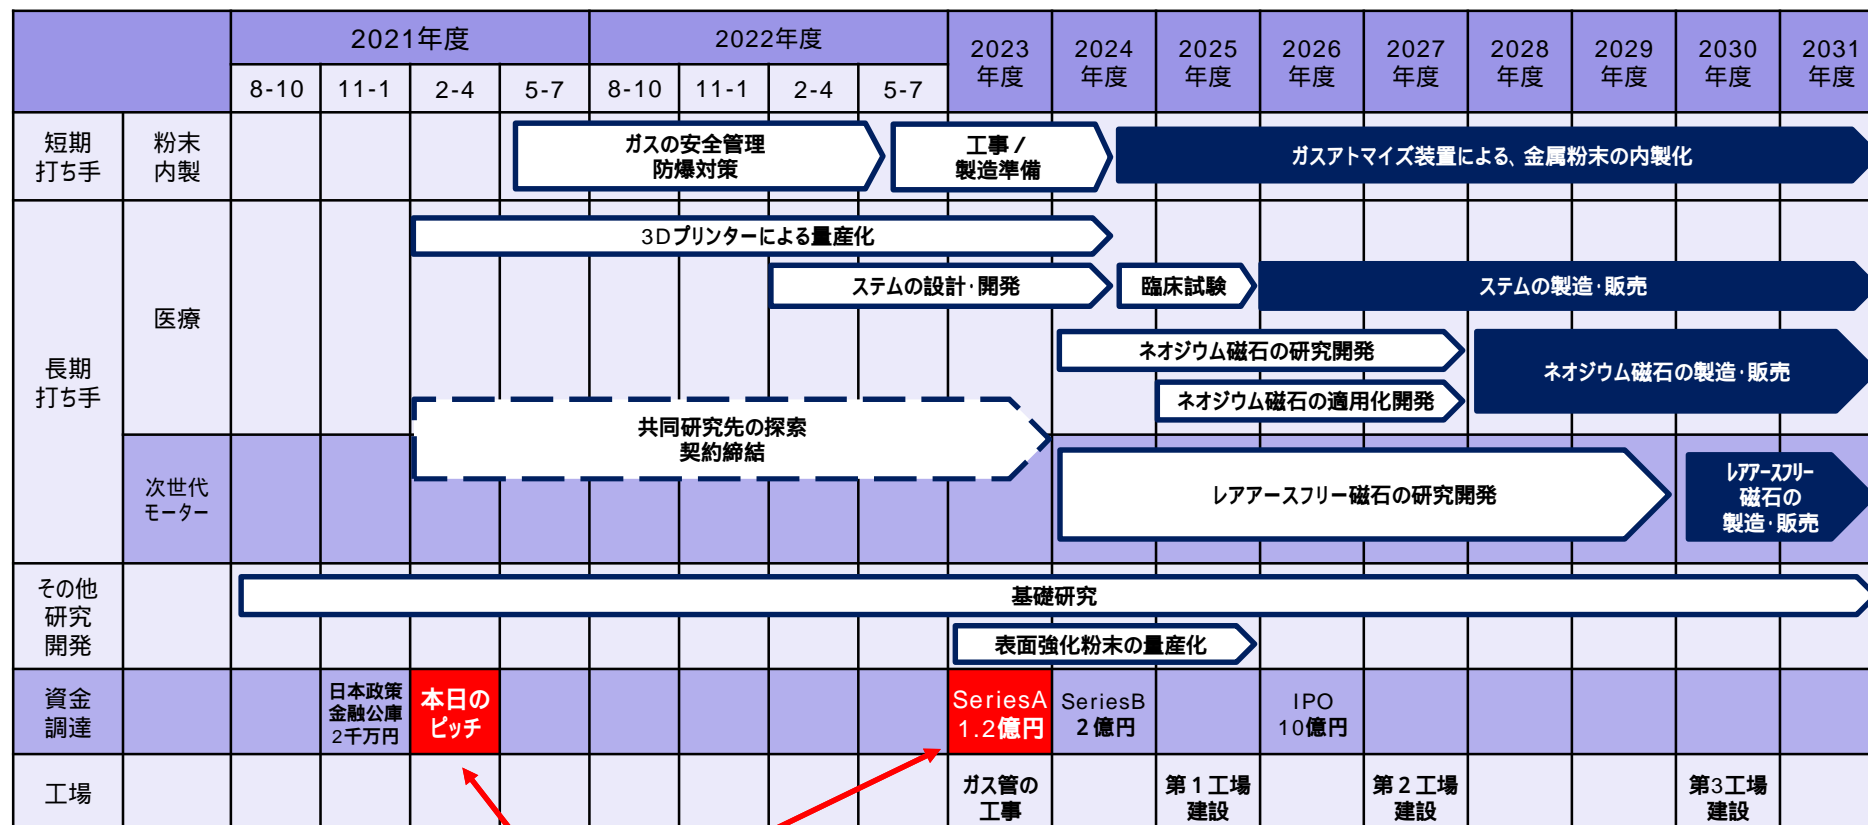 2021年度
2022年度
2023
年度
2024
年度
2025
年度
2026
年度
2027
年度
2028
年度
2029
年度
2030
年度
2031
年度
8-10
11-1
2-4
5-7
8-10
11-1
2-4
5-7
短期
打ち手
粉末
内製
ガスの安全管理
防爆対策
工事 /
製造準備
ガスアトマイズ装置による、金属粉末の内製化
長期
打ち手
医療
3Dプリンターによる量産化
ステムの設計・開発
臨床試験
ステムの製造・販売
ネオジウム磁石の研究開発
ネオジウム磁石の適用化開発
ネオジウム磁石の製造・販売
共同研究先の探索
契約締結
次世代
モーター
レアアースフリー磁石の研究開発
レアアースフリー
磁石の
製造・販売
その他
研究
開発
基礎研究
表面強化粉末の量産化
資金
調達
日本政策
金融公庫
2千万円
本日の
ピッチ
SeriesA
1.2億円
SeriesB
2億円
IPO
10億円
工場
ガス管の
工事
第1工場
建設
第2工場
建設
第3工場
建設